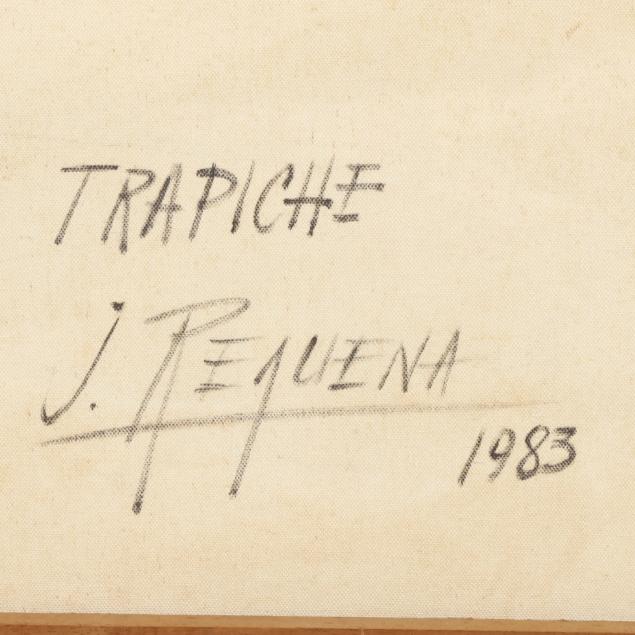 TRAPICHE
J. REQUENA
1983